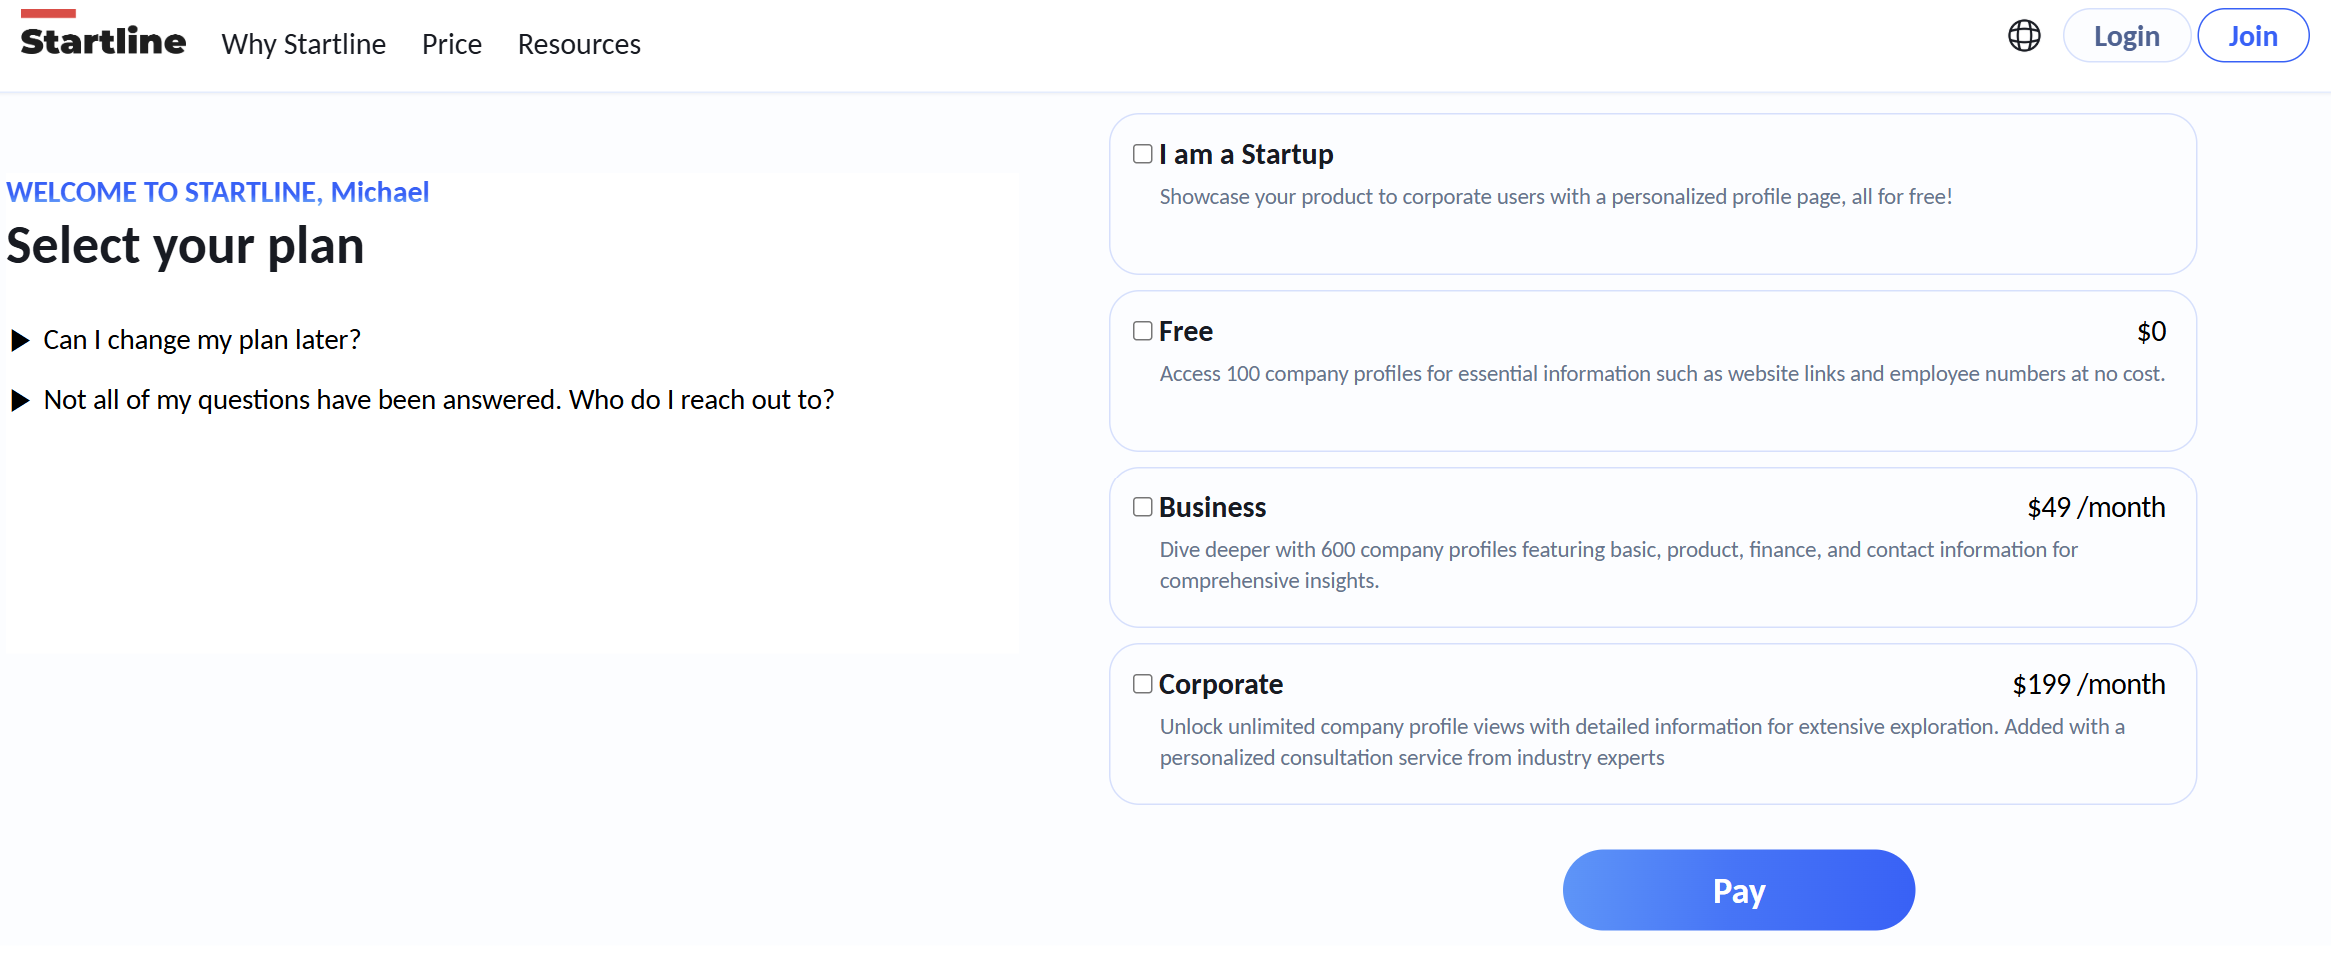 Startline
Why Startline
Price
Resources
Login
Join
WELCOME TO STARTLINE, Michael
Select your plan
Can I change my plan later?
Not all of my questions have been answered. Who do I reach out to?
I am a Startup
Showcase your product to corporate users with a personalized profile page, all for free!
Free $0
Access 100 company profiles for essential information such as website links and employee numbers at no cost.
Business $49 /month
Dive deeper with 600 company profiles featuring basic, product, finance, and contact information for
comprehensive insights.
Corporate $199 /month
Unlock unlimited company profile views with detailed information for extensive exploration. Added with a
personalized consultation service from industry experts
Pay